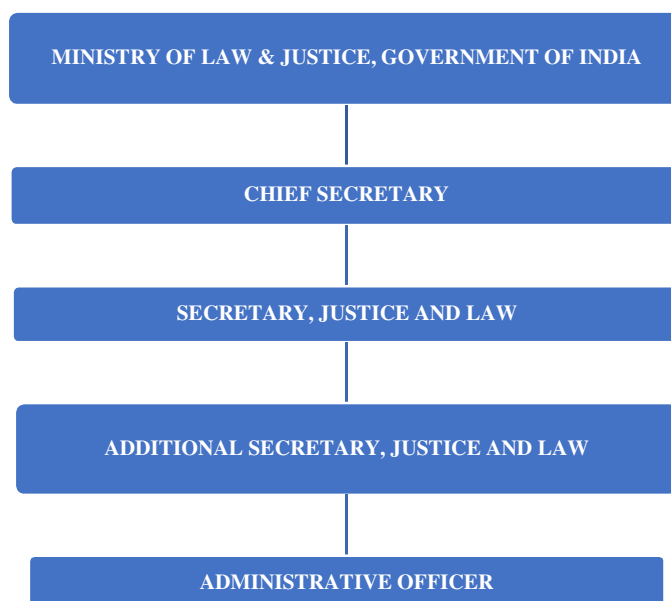 MINISTRY OF LAW & JUSTICE, GOVERNMENT OF INDIA
CHIEF SECRETARY
SECRETARY, JUSTICE AND LAW
ADDITIONAL SECRETARY, JUSTICE AND LAW
ADMINISTRATIVE OFFICER